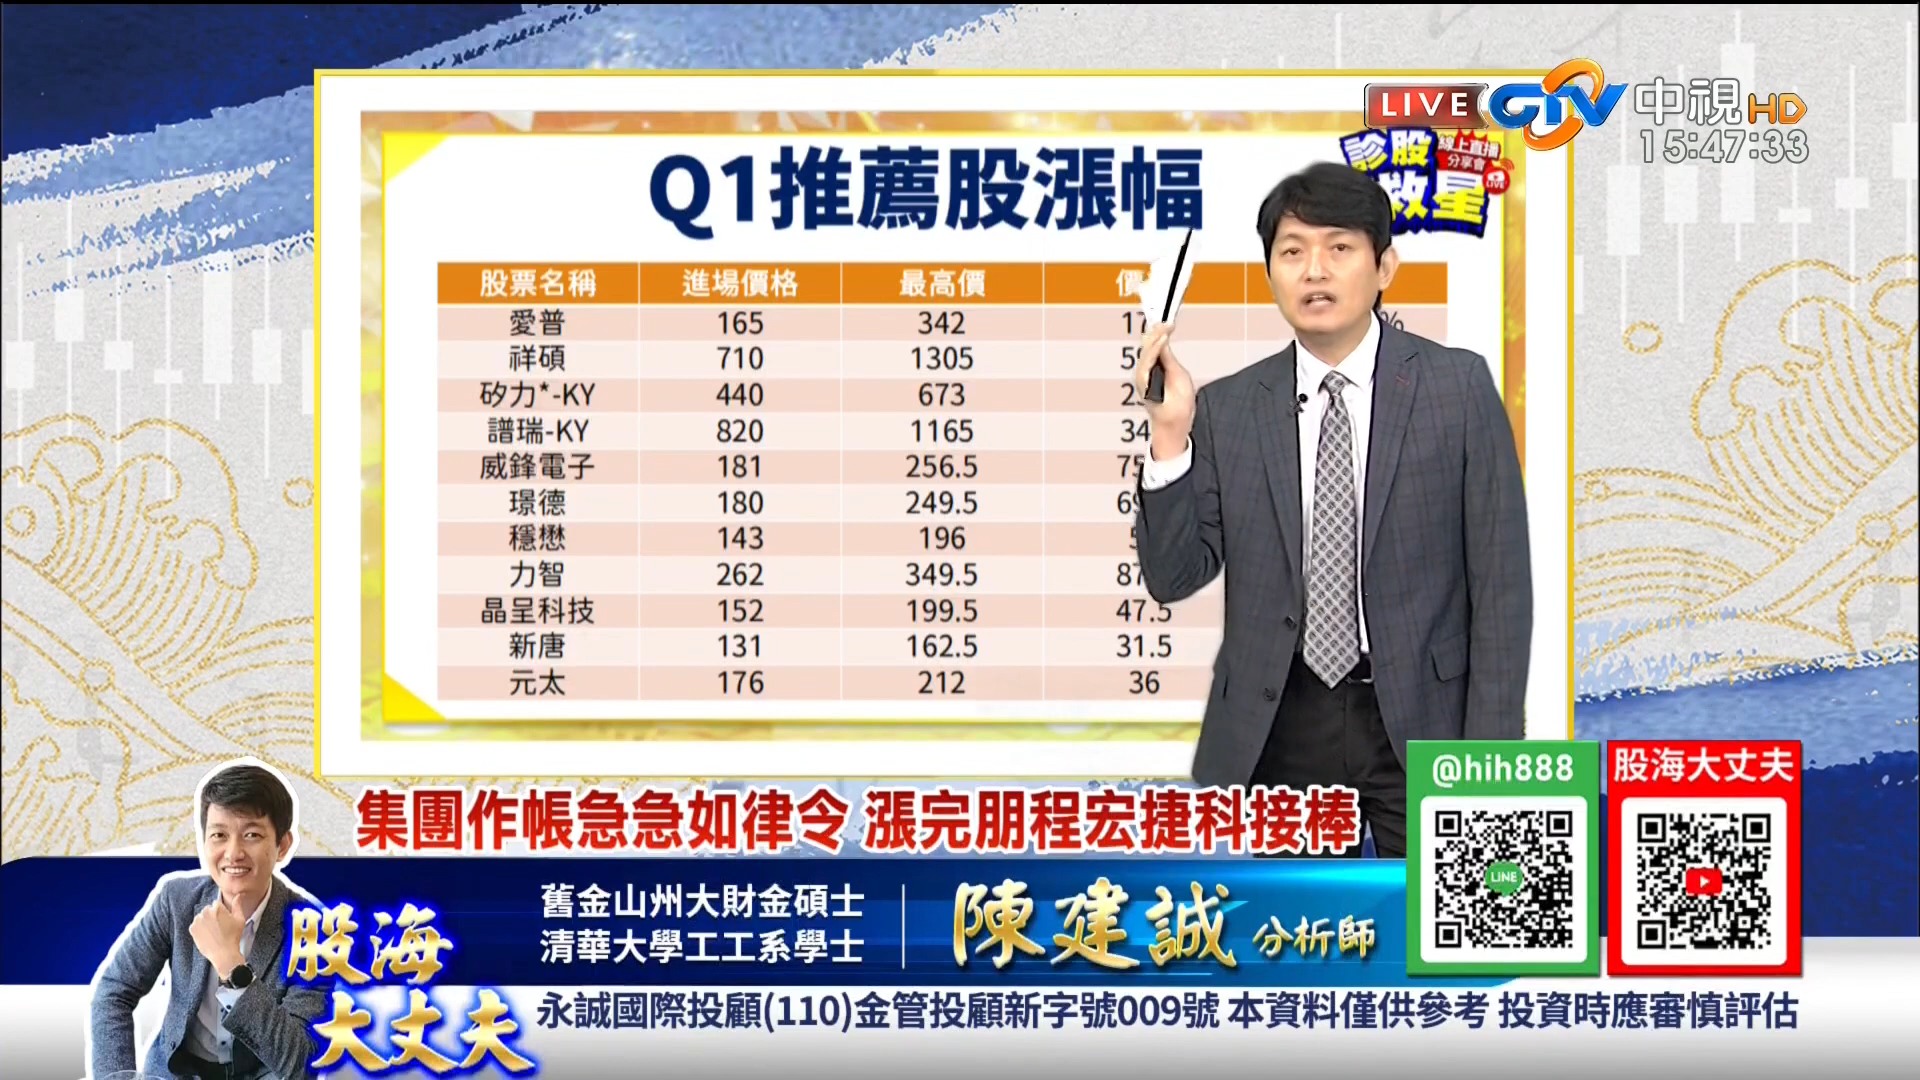 LIVE CTV 中視HD
15:47:33
診股 線上直播
分享會
救星 LIVE
Q1推薦股漲幅
股票名稱 進場價格 最高價
愛普 165 342 %
祥碩 710 1305
矽力*-KY 440 673
譜瑞-KY 820 1165
威鋒電子 181 256.5
璟德 180 249.5
穩懋 143 196
力智 262 349.5
晶呈科技 152 199.5 47.5
新唐 131 162.5 31.5
元太 176 212 36
集團作帳急急如律令 漲完朋程宏捷科接棒
@hih888
LINE
股海大丈夫
舊金山州大財金碩士
清華大學工工系學士
陳建誠 分析師
股海
大丈夫
永誠國際投顧(110)金管投顧新字號009號 本資料僅供參考 投資時應審慎評估